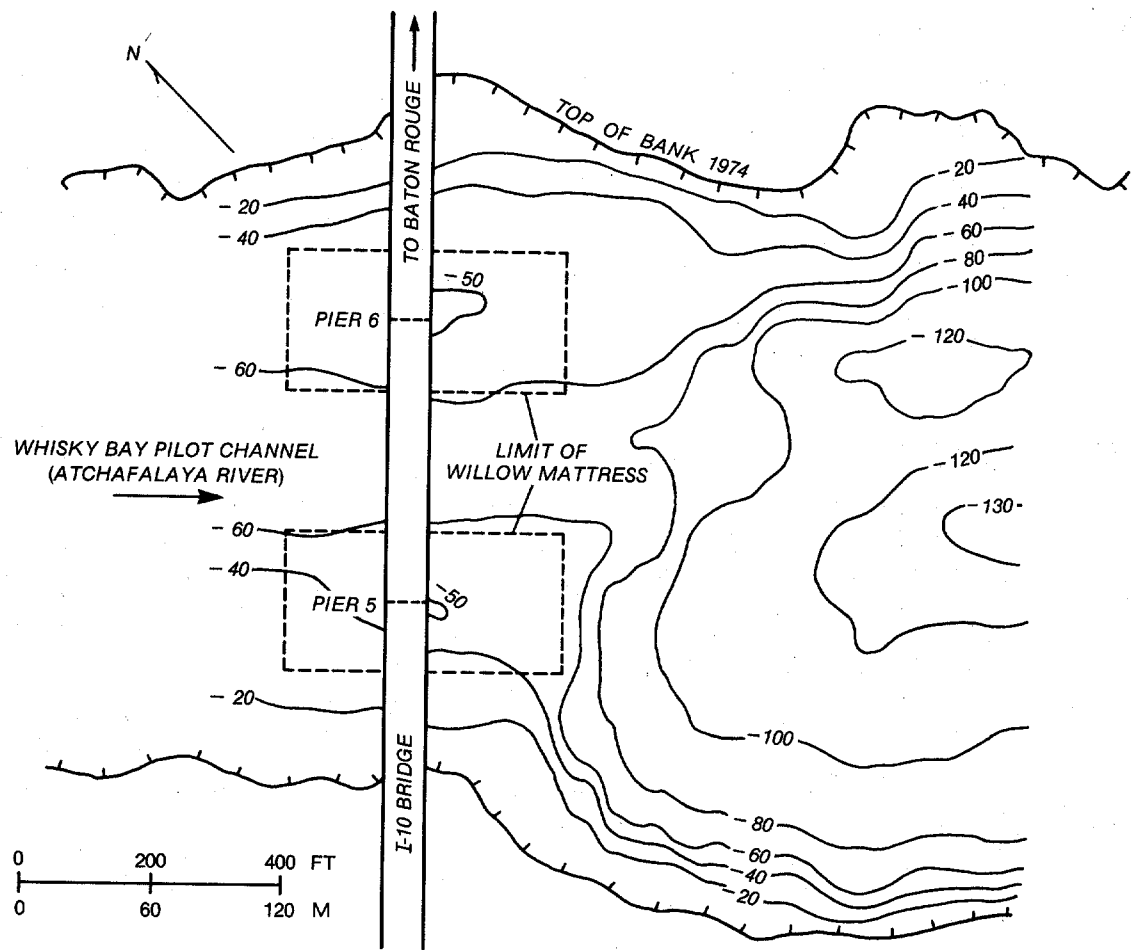 N
TO BATON ROUGE
TOP OF BANK 1974
-20
-40
-20
-40
-60
-80
-100
-50
PIER 6
-120
-60
WHISKY BAY PILOT CHANNEL
(ATCHAFALAYA RIVER)
LIMIT OF
WILLOW MATTRESS
-120
-130
-60
-40
PIER 5
-50
-20
-100
I-10 BRIDGE
-80
-60
-40
-20
0 200 400 FT
0 60 120 M